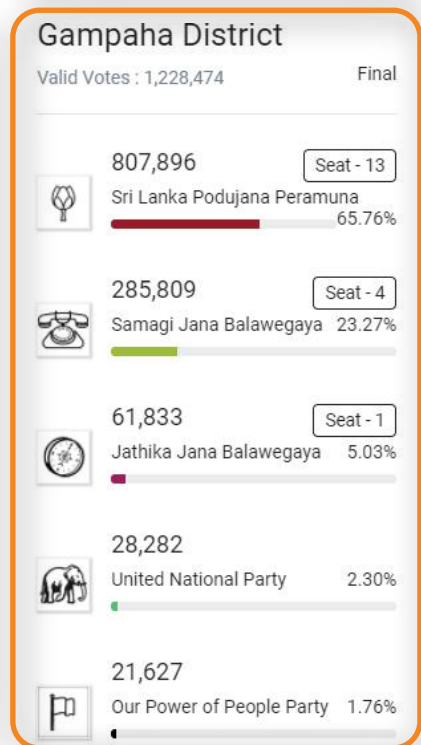 Gampaha District
Valid Votes : 1,228,474 Final
807,896 Seat - 13
Sri Lanka Podujana Peramuna
65.76%
285,809 Seat - 4
Samagi Jana Balawegaya 23.27%
61,833 Seat - 1
Jathika Jana Balawegaya 5.03%
28,282
United National Party 2.30%
21,627
Our Power of People Party 1.76%